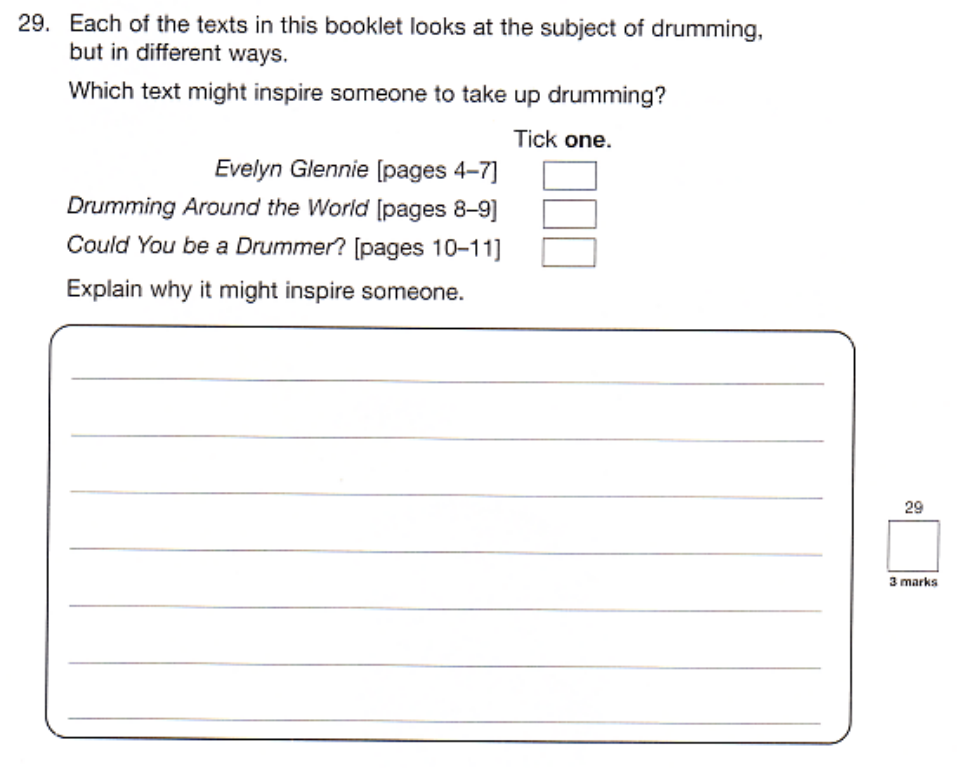 29. Each of the texts in this booklet looks at the subject of drumming,
but in different ways.
Which text might inspire someone to take up drumming?
Tick one.
Evelyn Glennie [pages 4–7]
Drumming Around the World [pages 8–9]
Could You be a Drummer? [pages 10–11]
Explain why it might inspire someone.
29
3 marks